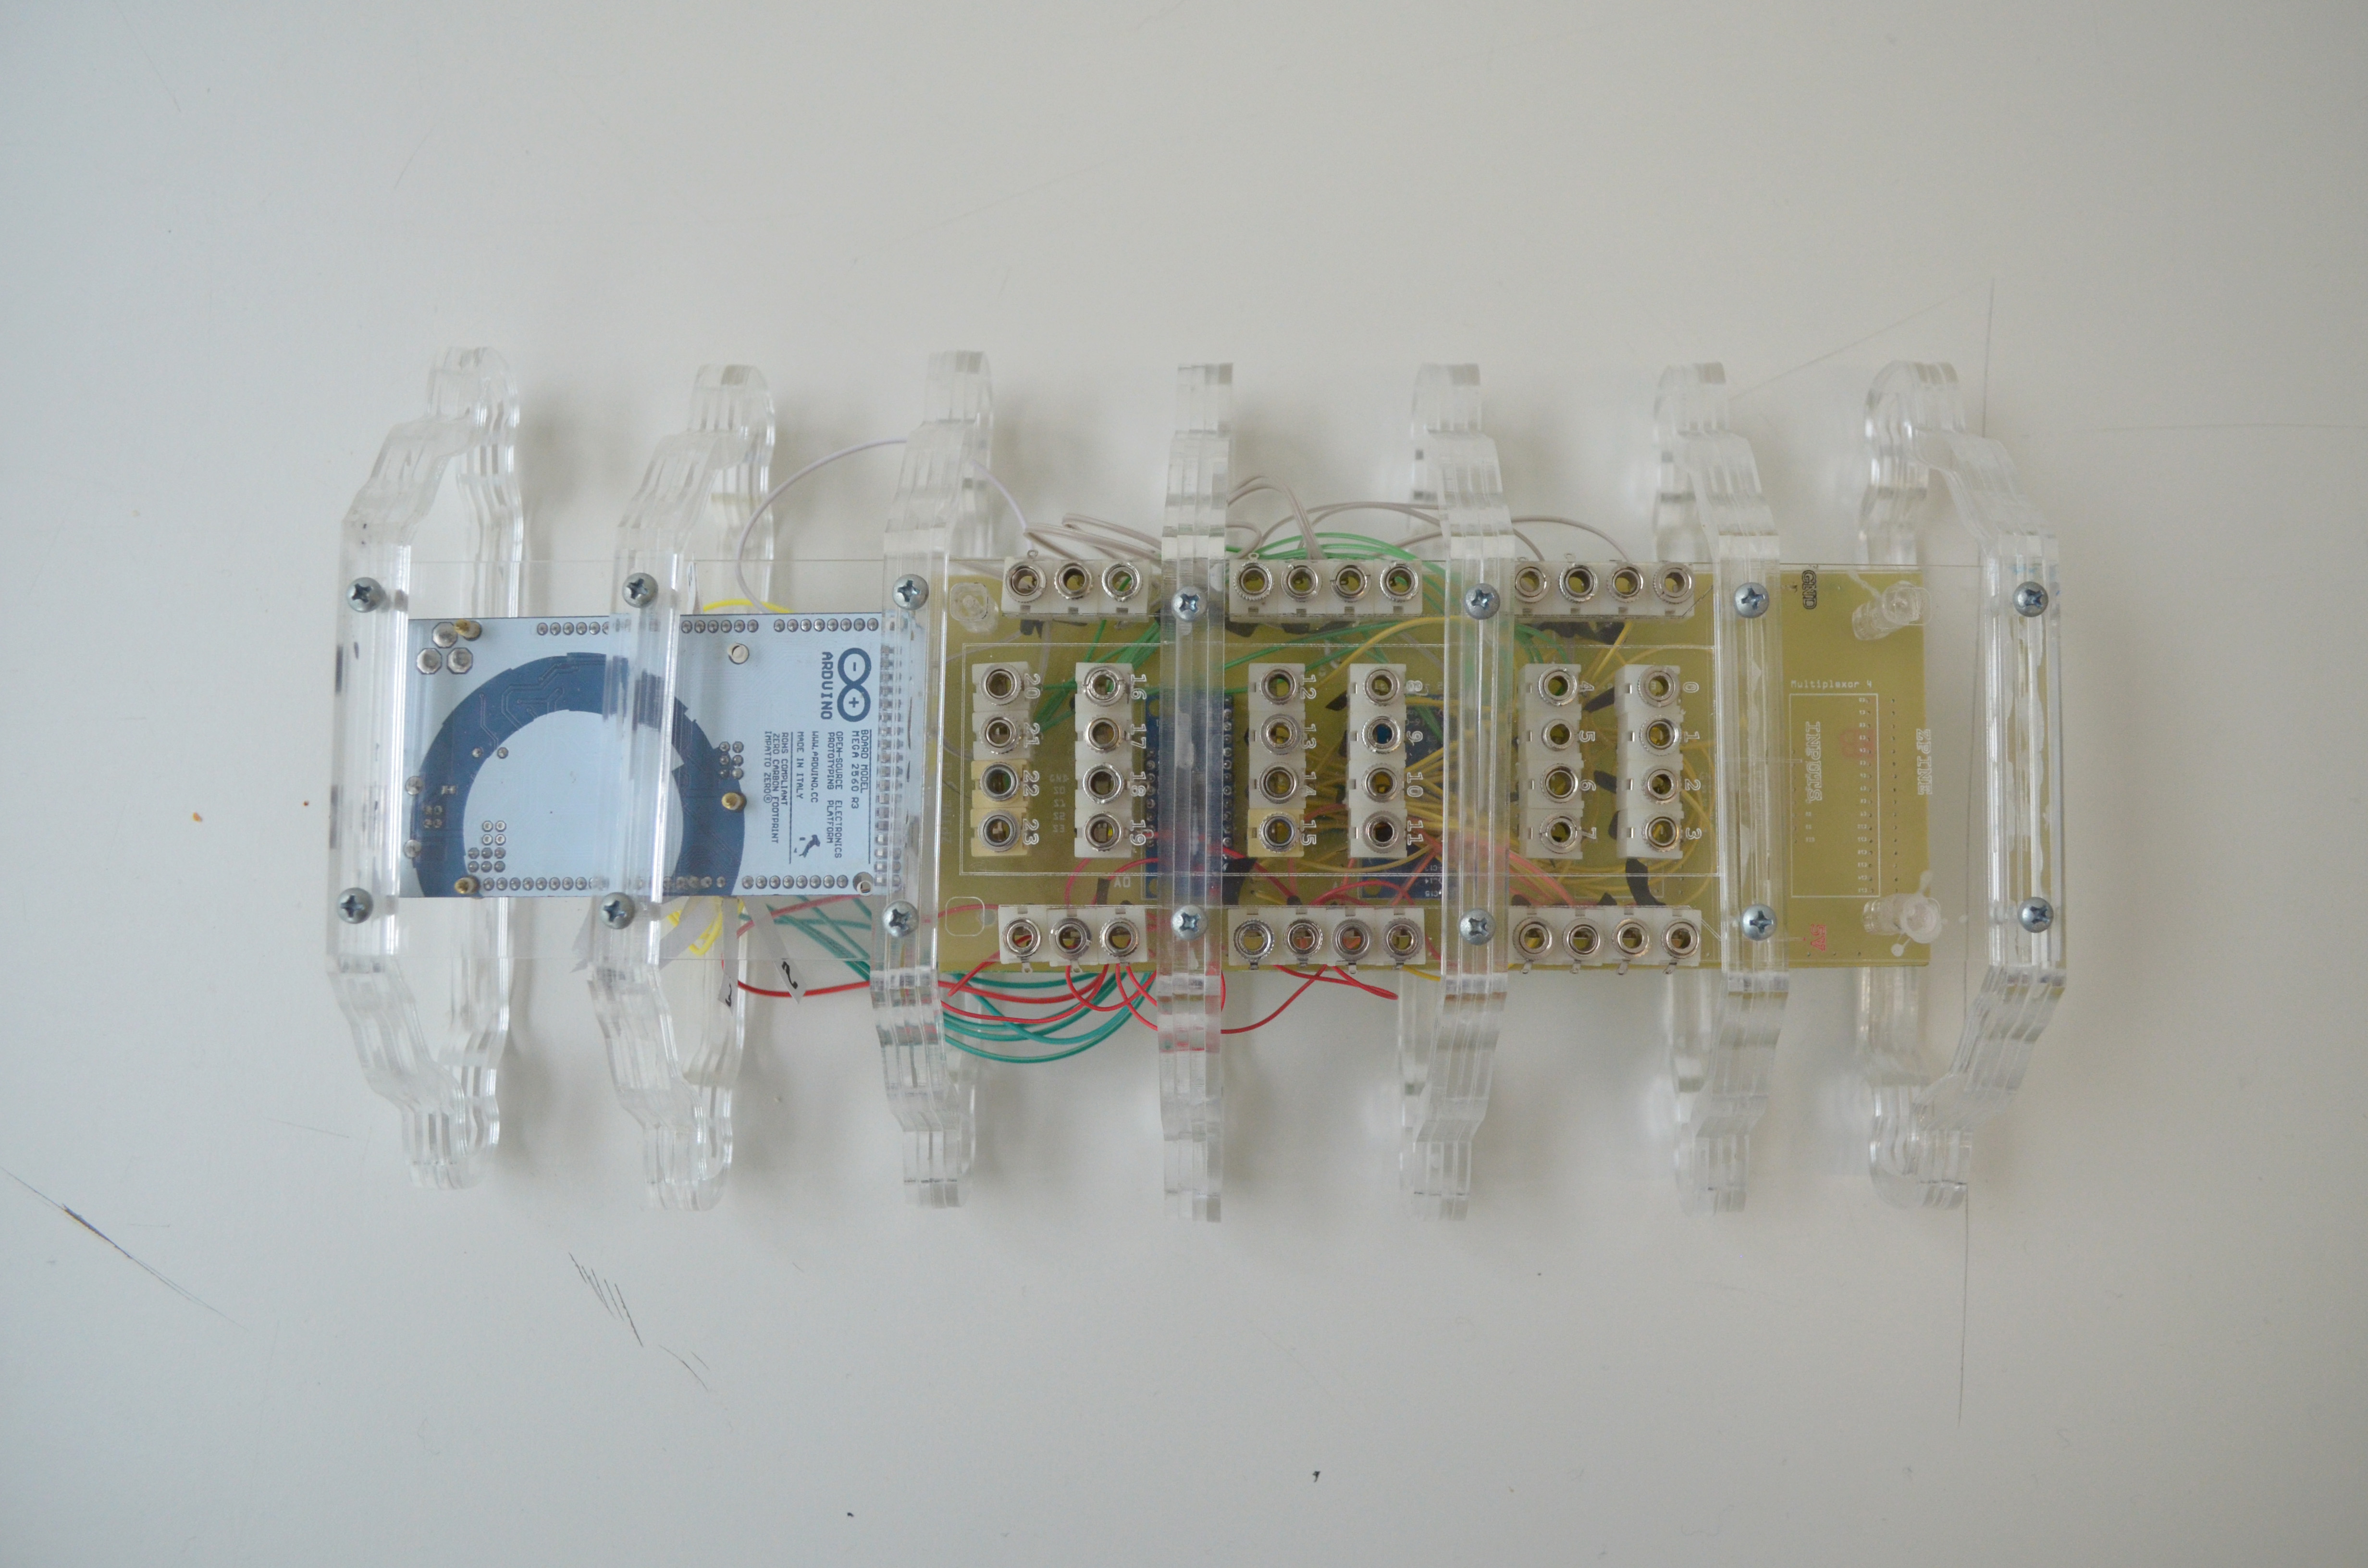 ARDUINO
BOARD MODEL
MEGA 2560 R3
OPEN-SOURCE ELECTRONICS
PROTOTYPING PLATFORM
WWW.ARDUINO.CC
MADE IN ITALY
ROHS COMPLIANT
ZERO CARBON FOOTPRINT
IMPATTO ZERO®
20 16 12 8 4 0
21 17 13 9 5 1
22 18 14 10 6 2
23 19 15 11 7 3
GND
Multiplexor 4
5V